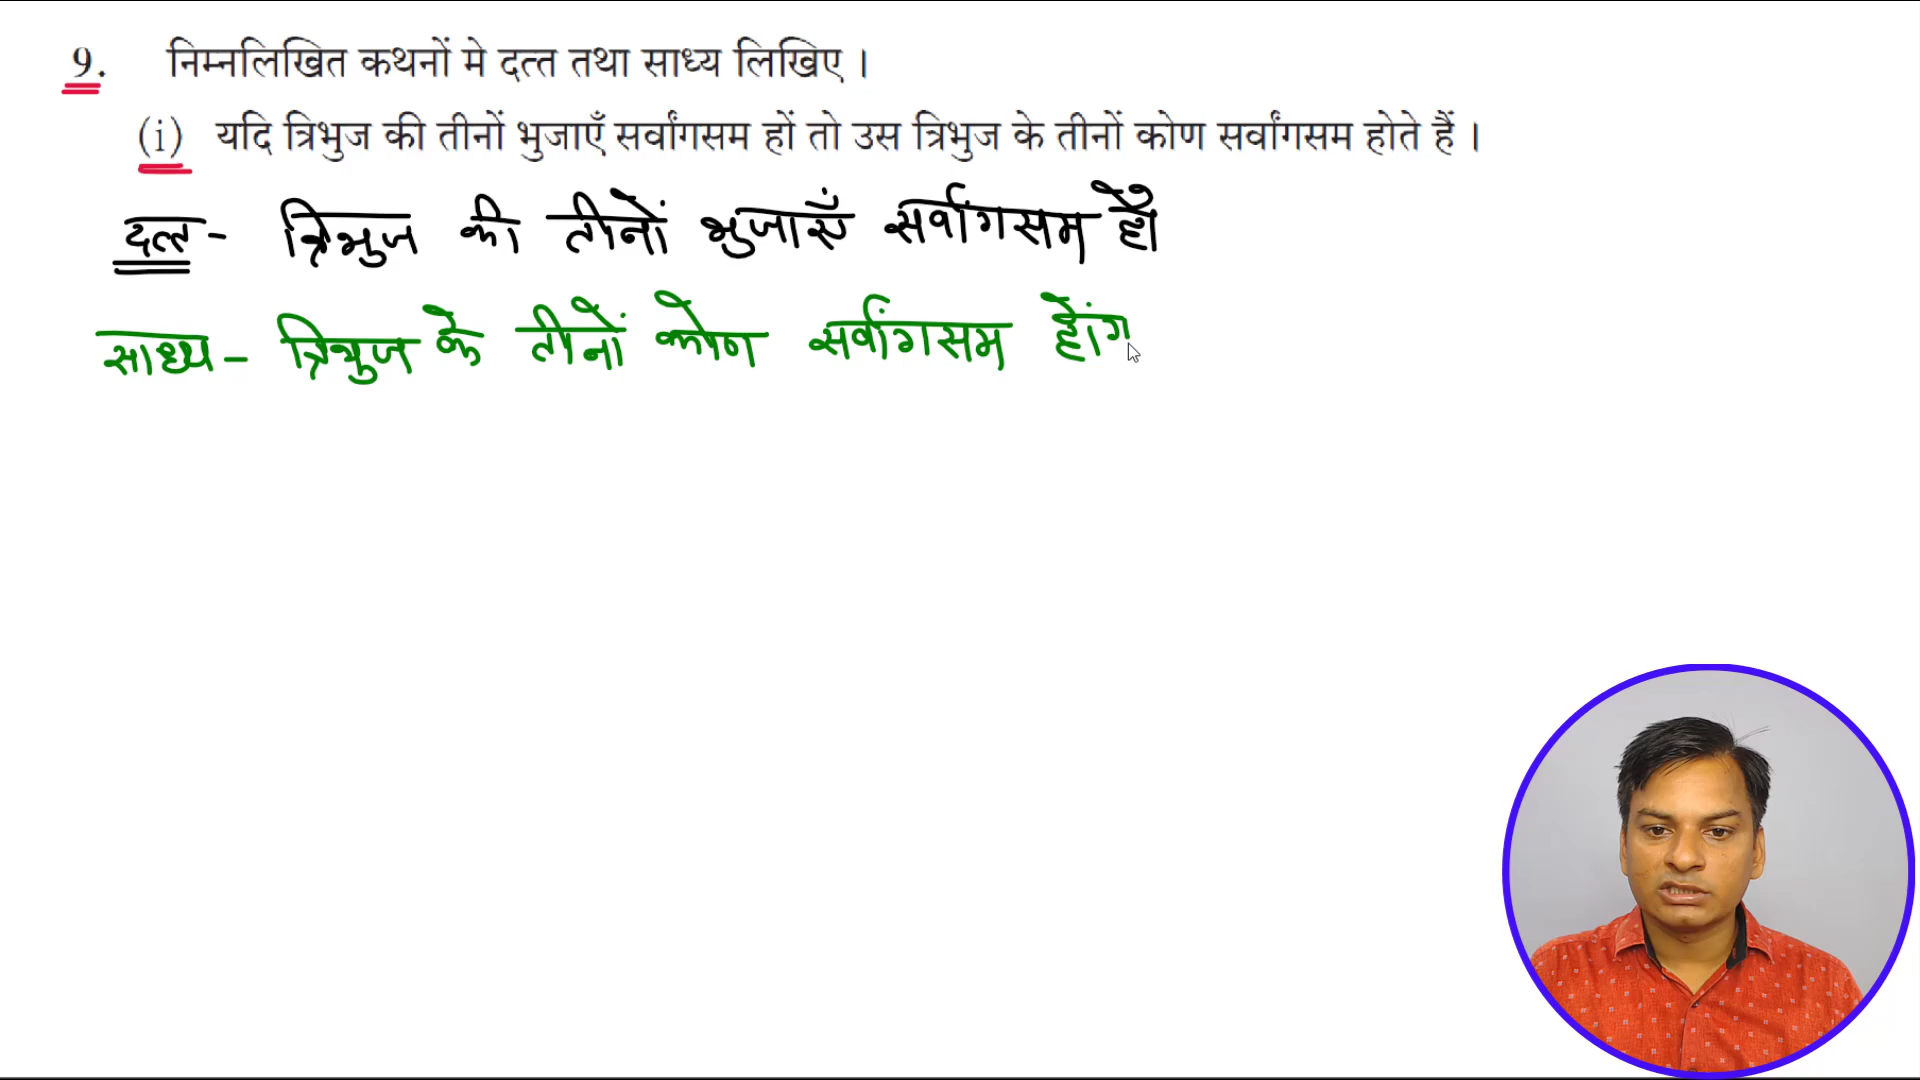 9. निम्नलिखित कथनों मे दत्त तथा साध्य लिखिए ।
(i) यदि त्रिभुज की तीनों भुजाएँ सर्वांगसम हों तो उस त्रिभुज के तीनों कोण सर्वांगसम होते हैं ।
दत्त - त्रिभुज की तीनों भुजाएँ सर्वांगसम हों
साध्य - त्रिभुज के तीनों कोण सर्वांगसम होंग